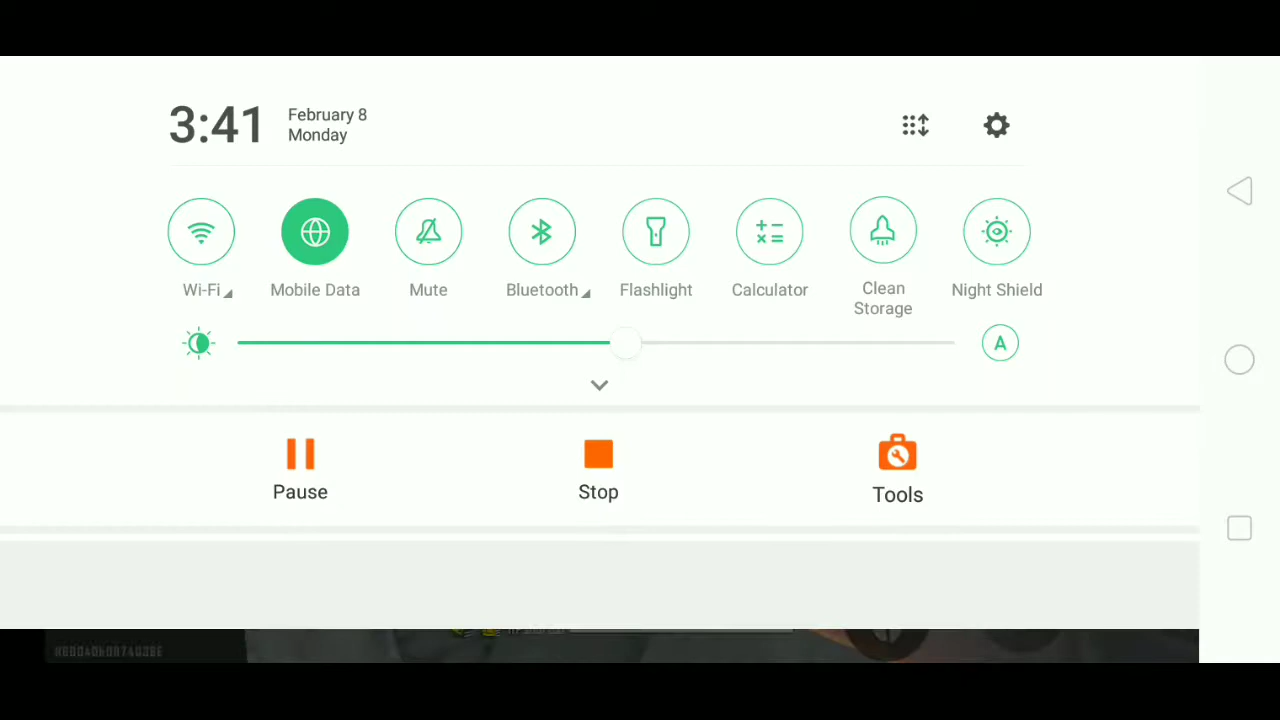 3:41
February 8
Monday
Wi-Fi
Mobile Data
Mute
Bluetooth
Flashlight
Calculator
Clean
Storage
Night Shield
A
Pause
Stop
Tools